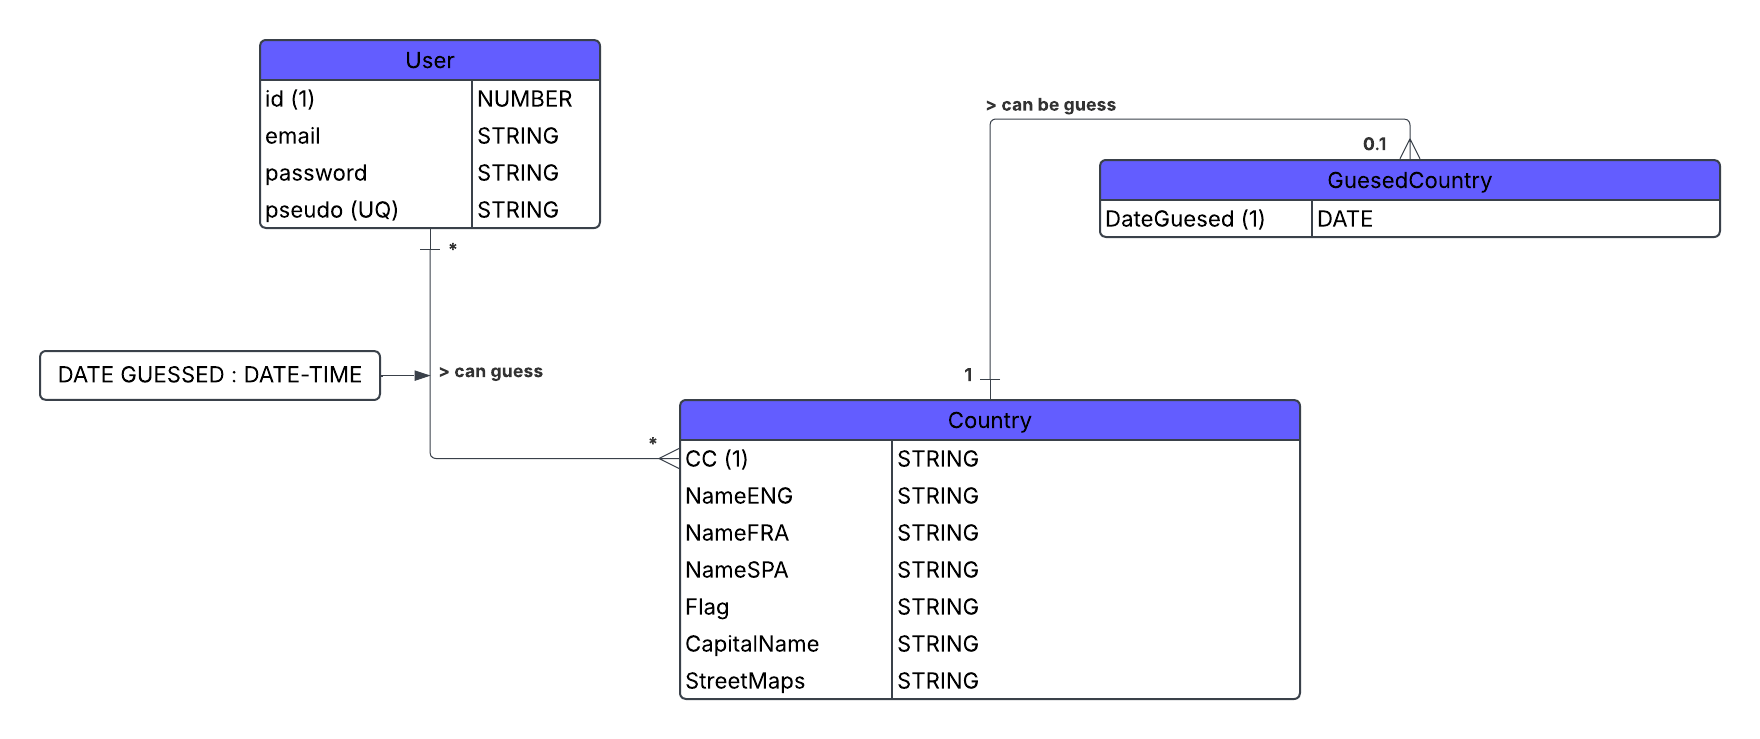 User
id (1) NUMBER
email STRING
password STRING
pseudo (UQ) STRING
*
> can be guess
0.1
GuesedCountry
DateGuesed (1) DATE
DATE GUESSED : DATE-TIME
> can guess
1
*
Country
CC (1) STRING
NameENG STRING
NameFRA STRING
NameSPA STRING
Flag STRING
CapitalName STRING
StreetMaps STRING